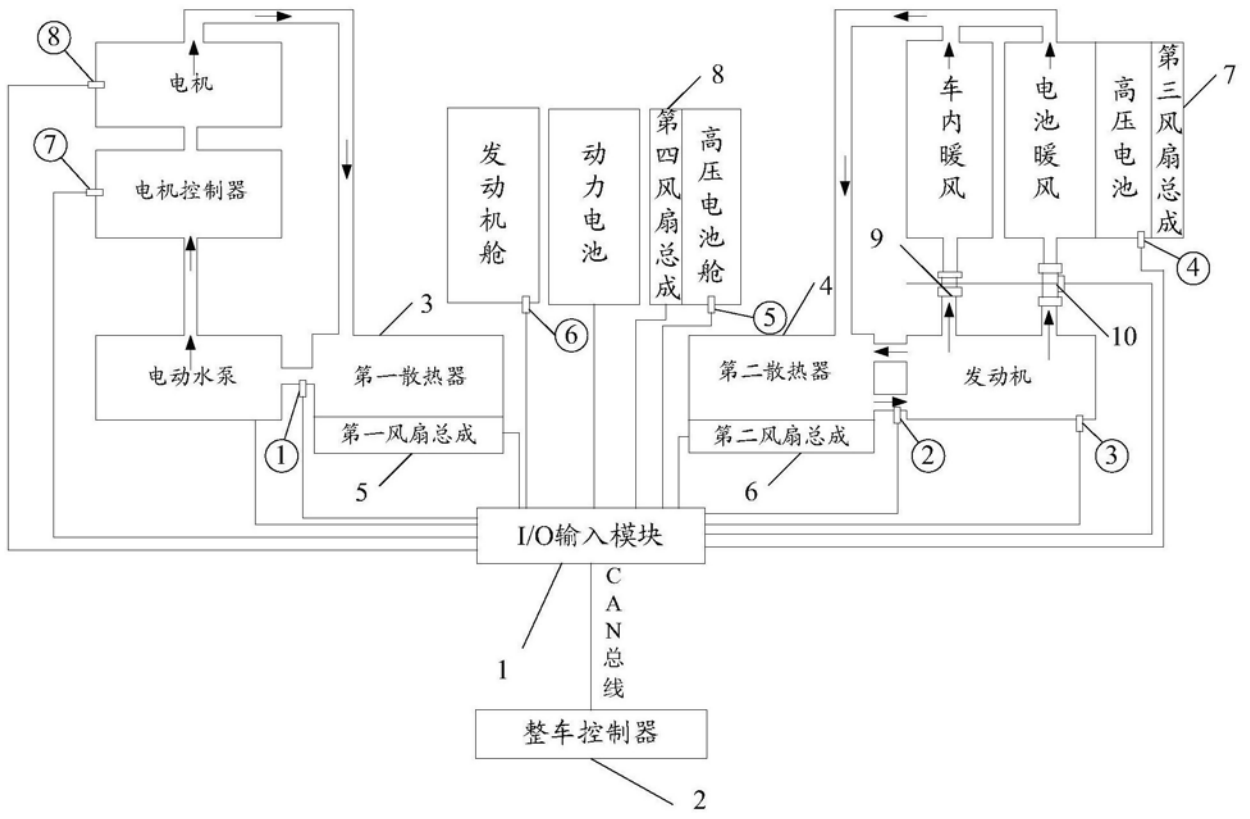 ⑧
电机
⑦
电机控制器
电动水泵
①
3
第一散热器
第一风扇总成
5
发动机舱
⑥
动力电池
8
第四风扇总成
高压电池舱
⑤
4
第二散热器
第二风扇总成
6
车内暖风
电池暖风
高压电池
第三风扇总成
7
④
9
10
发动机
②
③
I/O输入模块
1
CAN总线
整车控制器
2